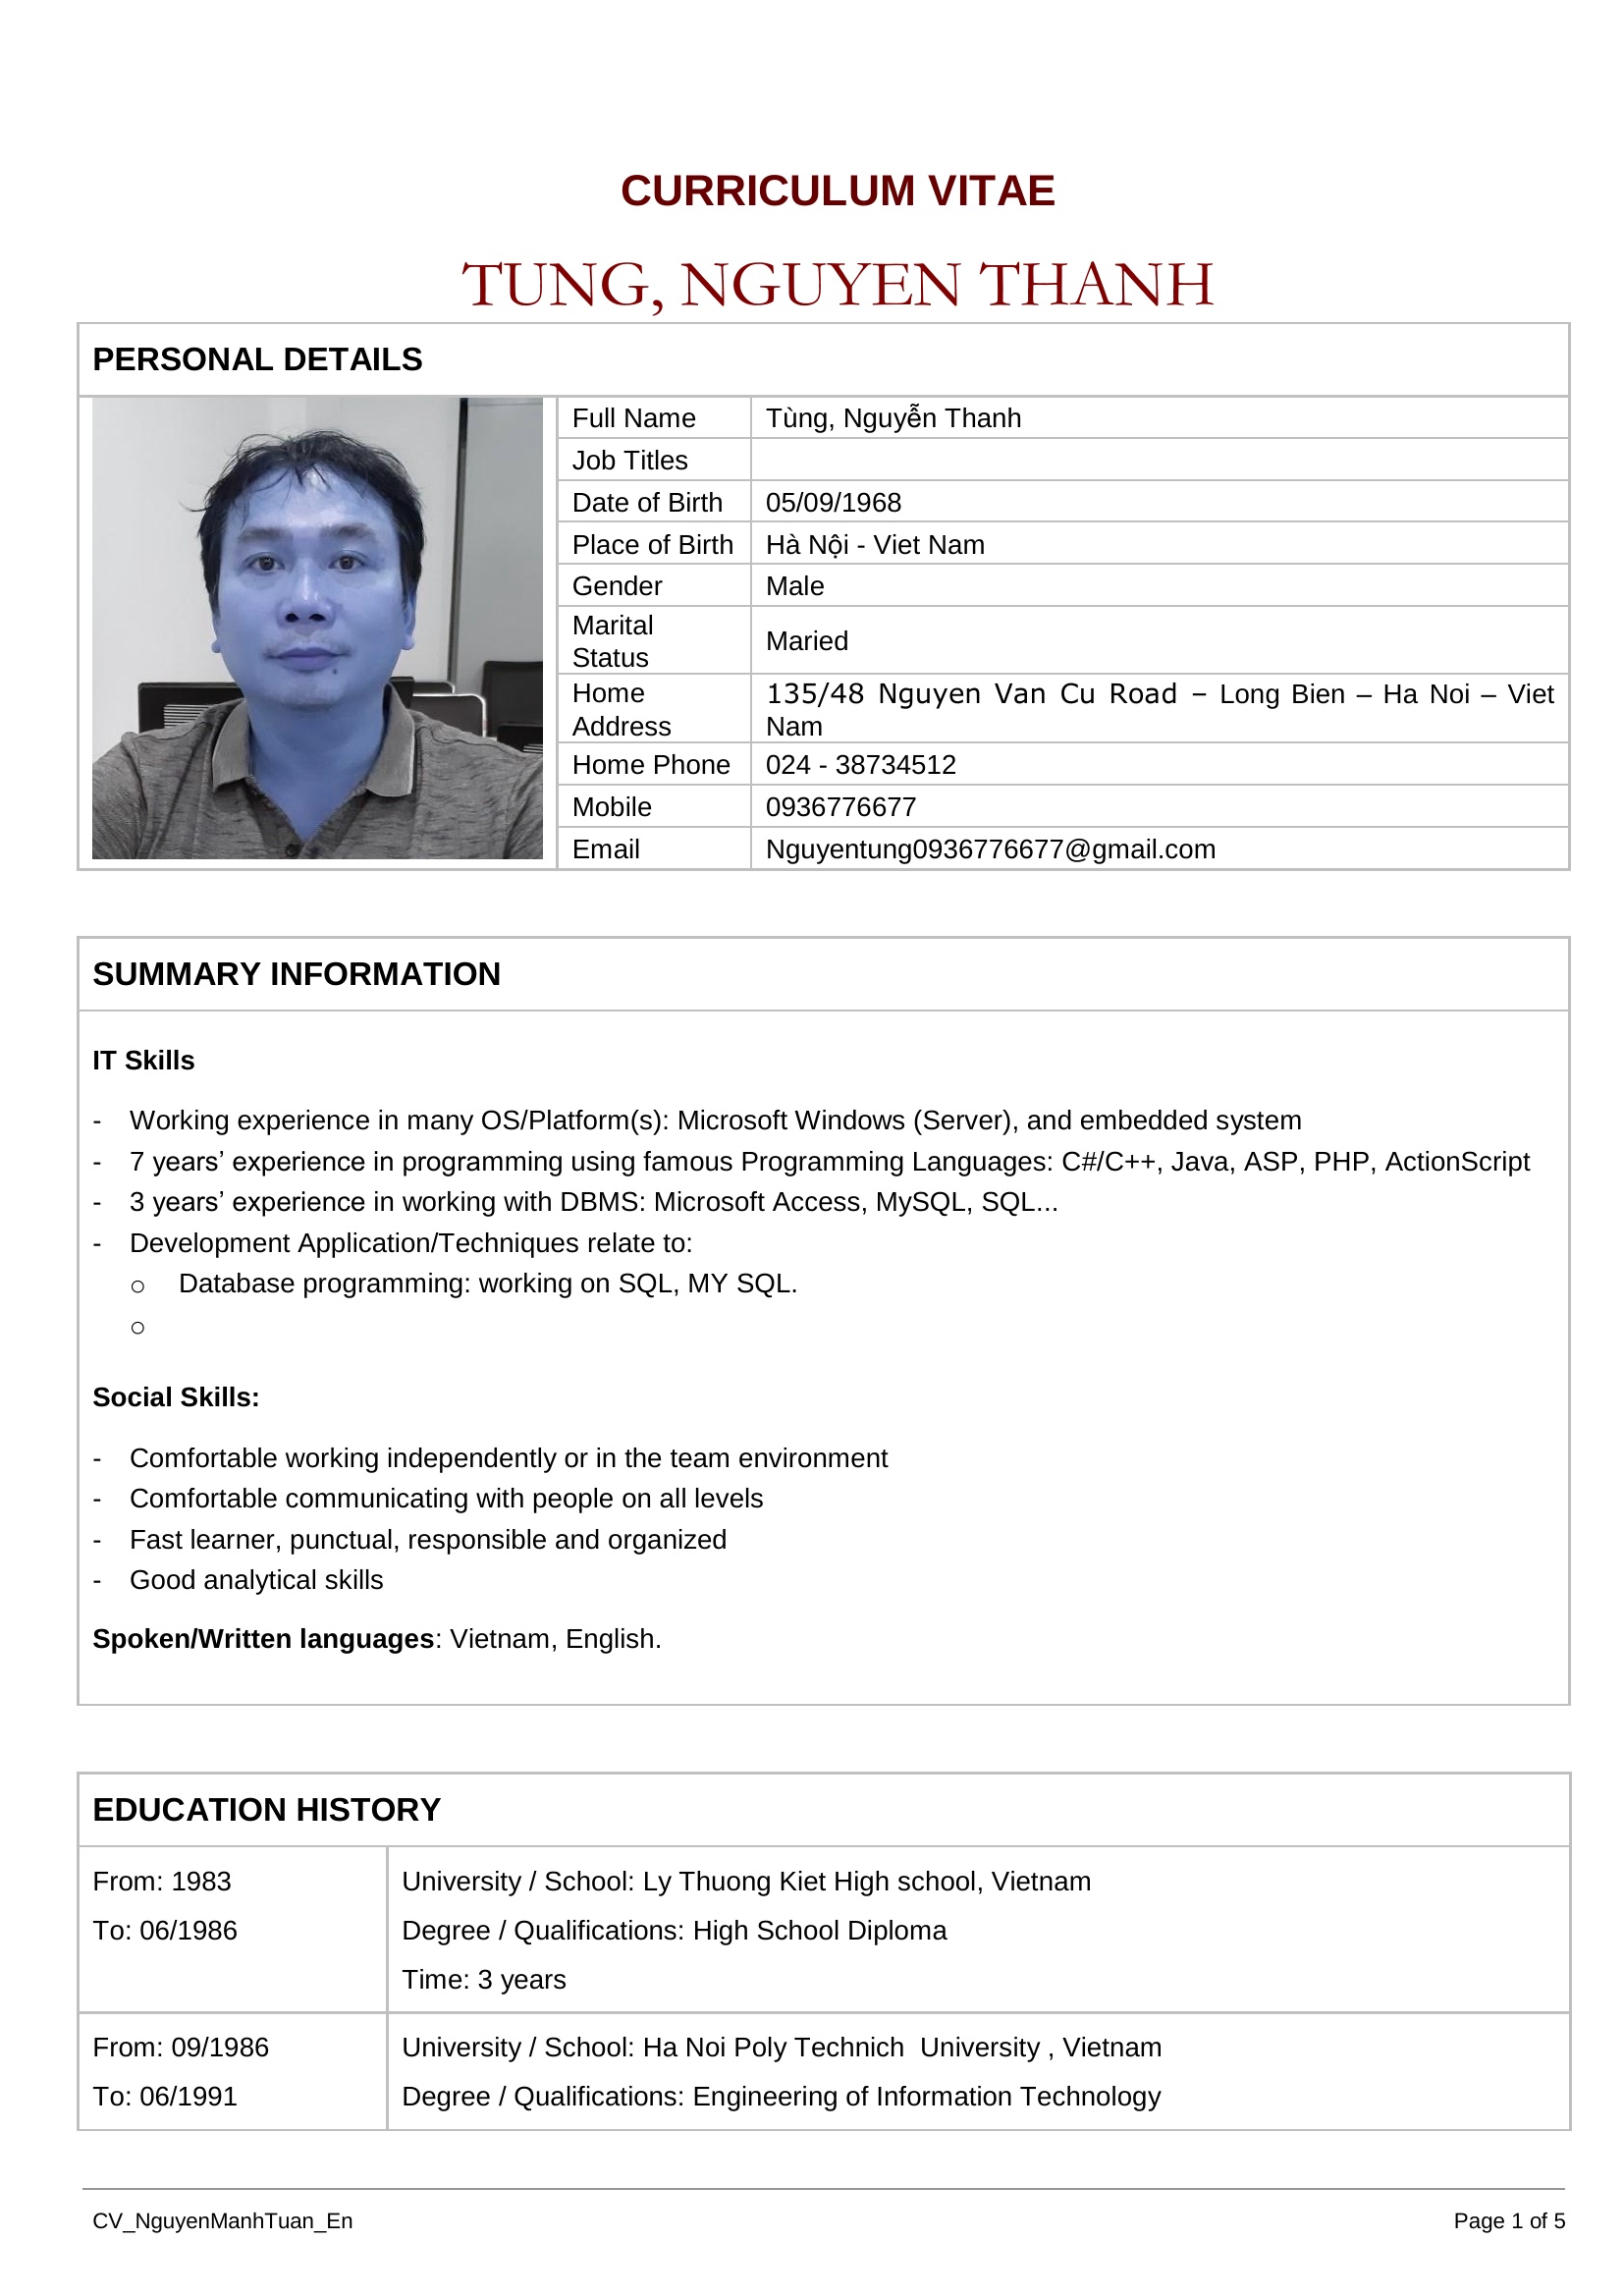 CURRICULUM VITAE
TUNG, NGUYEN THANH
PERSONAL DETAILS
Full Name Tùng, Nguyễn Thanh
Job Titles
Date of Birth 05/09/1968
Place of Birth Hà Nội - Viet Nam
Gender Male
Marital
Status
Maried
Home
Address
135/48 Nguyen Van Cu Road – Long Bien – Ha Noi – Viet
Nam
Home Phone 024 - 38734512
Mobile 0936776677
Email Nguyentung0936776677@gmail.com
SUMMARY INFORMATION
IT Skills
- Working experience in many OS/Platform(s): Microsoft Windows (Server), and embedded system
- 7 years’ experience in programming using famous Programming Languages: C#/C++, Java, ASP, PHP, ActionScript
- 3 years’ experience in working with DBMS: Microsoft Access, MySQL, SQL...
- Development Application/Techniques relate to:
o Database programming: working on SQL, MY SQL.
o
Social Skills:
- Comfortable working independently or in the team environment
- Comfortable communicating with people on all levels
- Fast learner, punctual, responsible and organized
- Good analytical skills
Spoken/Written languages: Vietnam, English.
EDUCATION HISTORY
From: 1983
To: 06/1986
University / School: Ly Thuong Kiet High school, Vietnam
Degree / Qualifications: High School Diploma
Time: 3 years
From: 09/1986
To: 06/1991
University / School: Ha Noi Poly Technich  University , Vietnam
Degree / Qualifications: Engineering of Information Technology
CV_NguyenManhTuan_En
Page 1 of 5